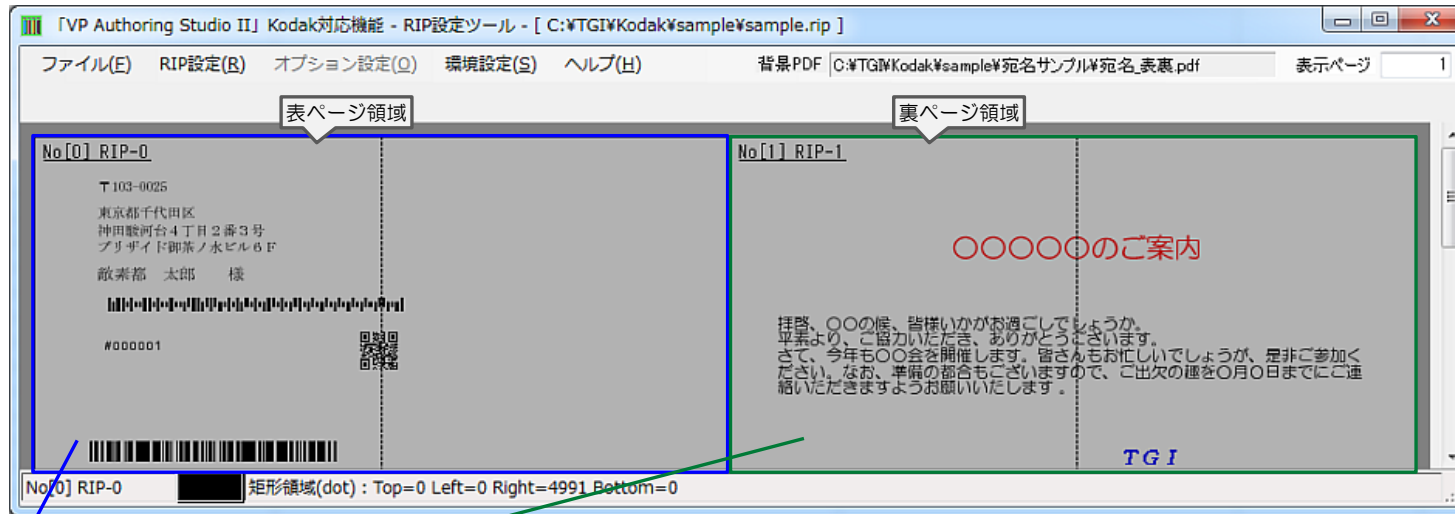 「VP Authoring Studio II」Kodak対応機能 - RIP設定ツール - [ C:¥TGI¥Kodak¥sample¥sample.rip ]
ファイル(F) RIP設定(R) オプション設定(O) 環境設定(S) ヘルプ(H) 背景PDF C:¥TGI¥Kodak¥sample¥宛名サンプル¥宛名_表裏.pdf 表示ページ 1
表ページ領域
裏ページ領域
No[0] RIP-0
〒103-0025
東京都千代田区
神田駿河台4丁目2番3号
プリザイド御茶ノ水ビル6F
敵素都 太郎 様
#000001
No[1] RIP-1
〇〇〇〇〇のご案内
拝啓、〇〇の候、皆様いかがお過ごしでしょうか。
平素より、ご協力いただき、ありがとうございます。
さて、今年も〇〇会を開催します。皆さんもお忙しいでしょうが、是非ご参加く
ださい。なお、準備の都合もございますので、ご出欠の趣を〇月〇日までにご連
絡いただきますようお願いいたします。
TGI
No[0] RIP-0 矩形領域(dot) : Top=0 Left=0 Right=4991 Bottom=0